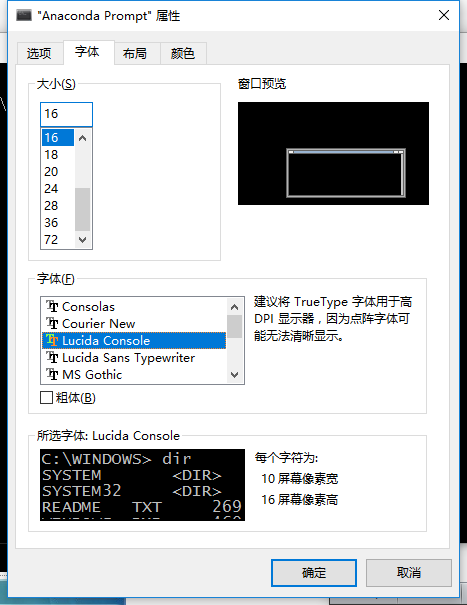 "Anaconda Prompt" 属性
选项 字体 布局 颜色
大小(S)
16
16
18
20
24
28
36
72
窗口预览
字体(F)
Consolas
Courier New
Lucida Console
Lucida Sans Typewriter
MS Gothic
粗体(B)
建议将 TrueType 字体用于高
DPI 显示器，因为点阵字体可
能无法清晰显示。
所选字体: Lucida Console
C:\WINDOWS> dir
SYSTEM <DIR>
SYSTEM32 <DIR>
README TXT 269
每个字符为:
10 屏幕像素宽
16 屏幕像素高
确定 取消